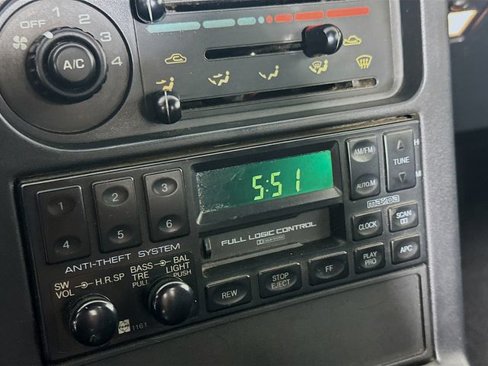 OFF
1
2
3
4
A/C
5:51
AM/FM
AUTO.M
TUNE
1 2 3
4 5 6
ANTI-THEFT SYSTEM
FULL LOGIC CONTROL
CLOCK
SCAN
SW
VOL
H.R.SP
BASS
TRE
PULL
BAL
LIGHT
PUSH
REW
STOP
EJECT
FF
PLAY
PRO
APC
1161